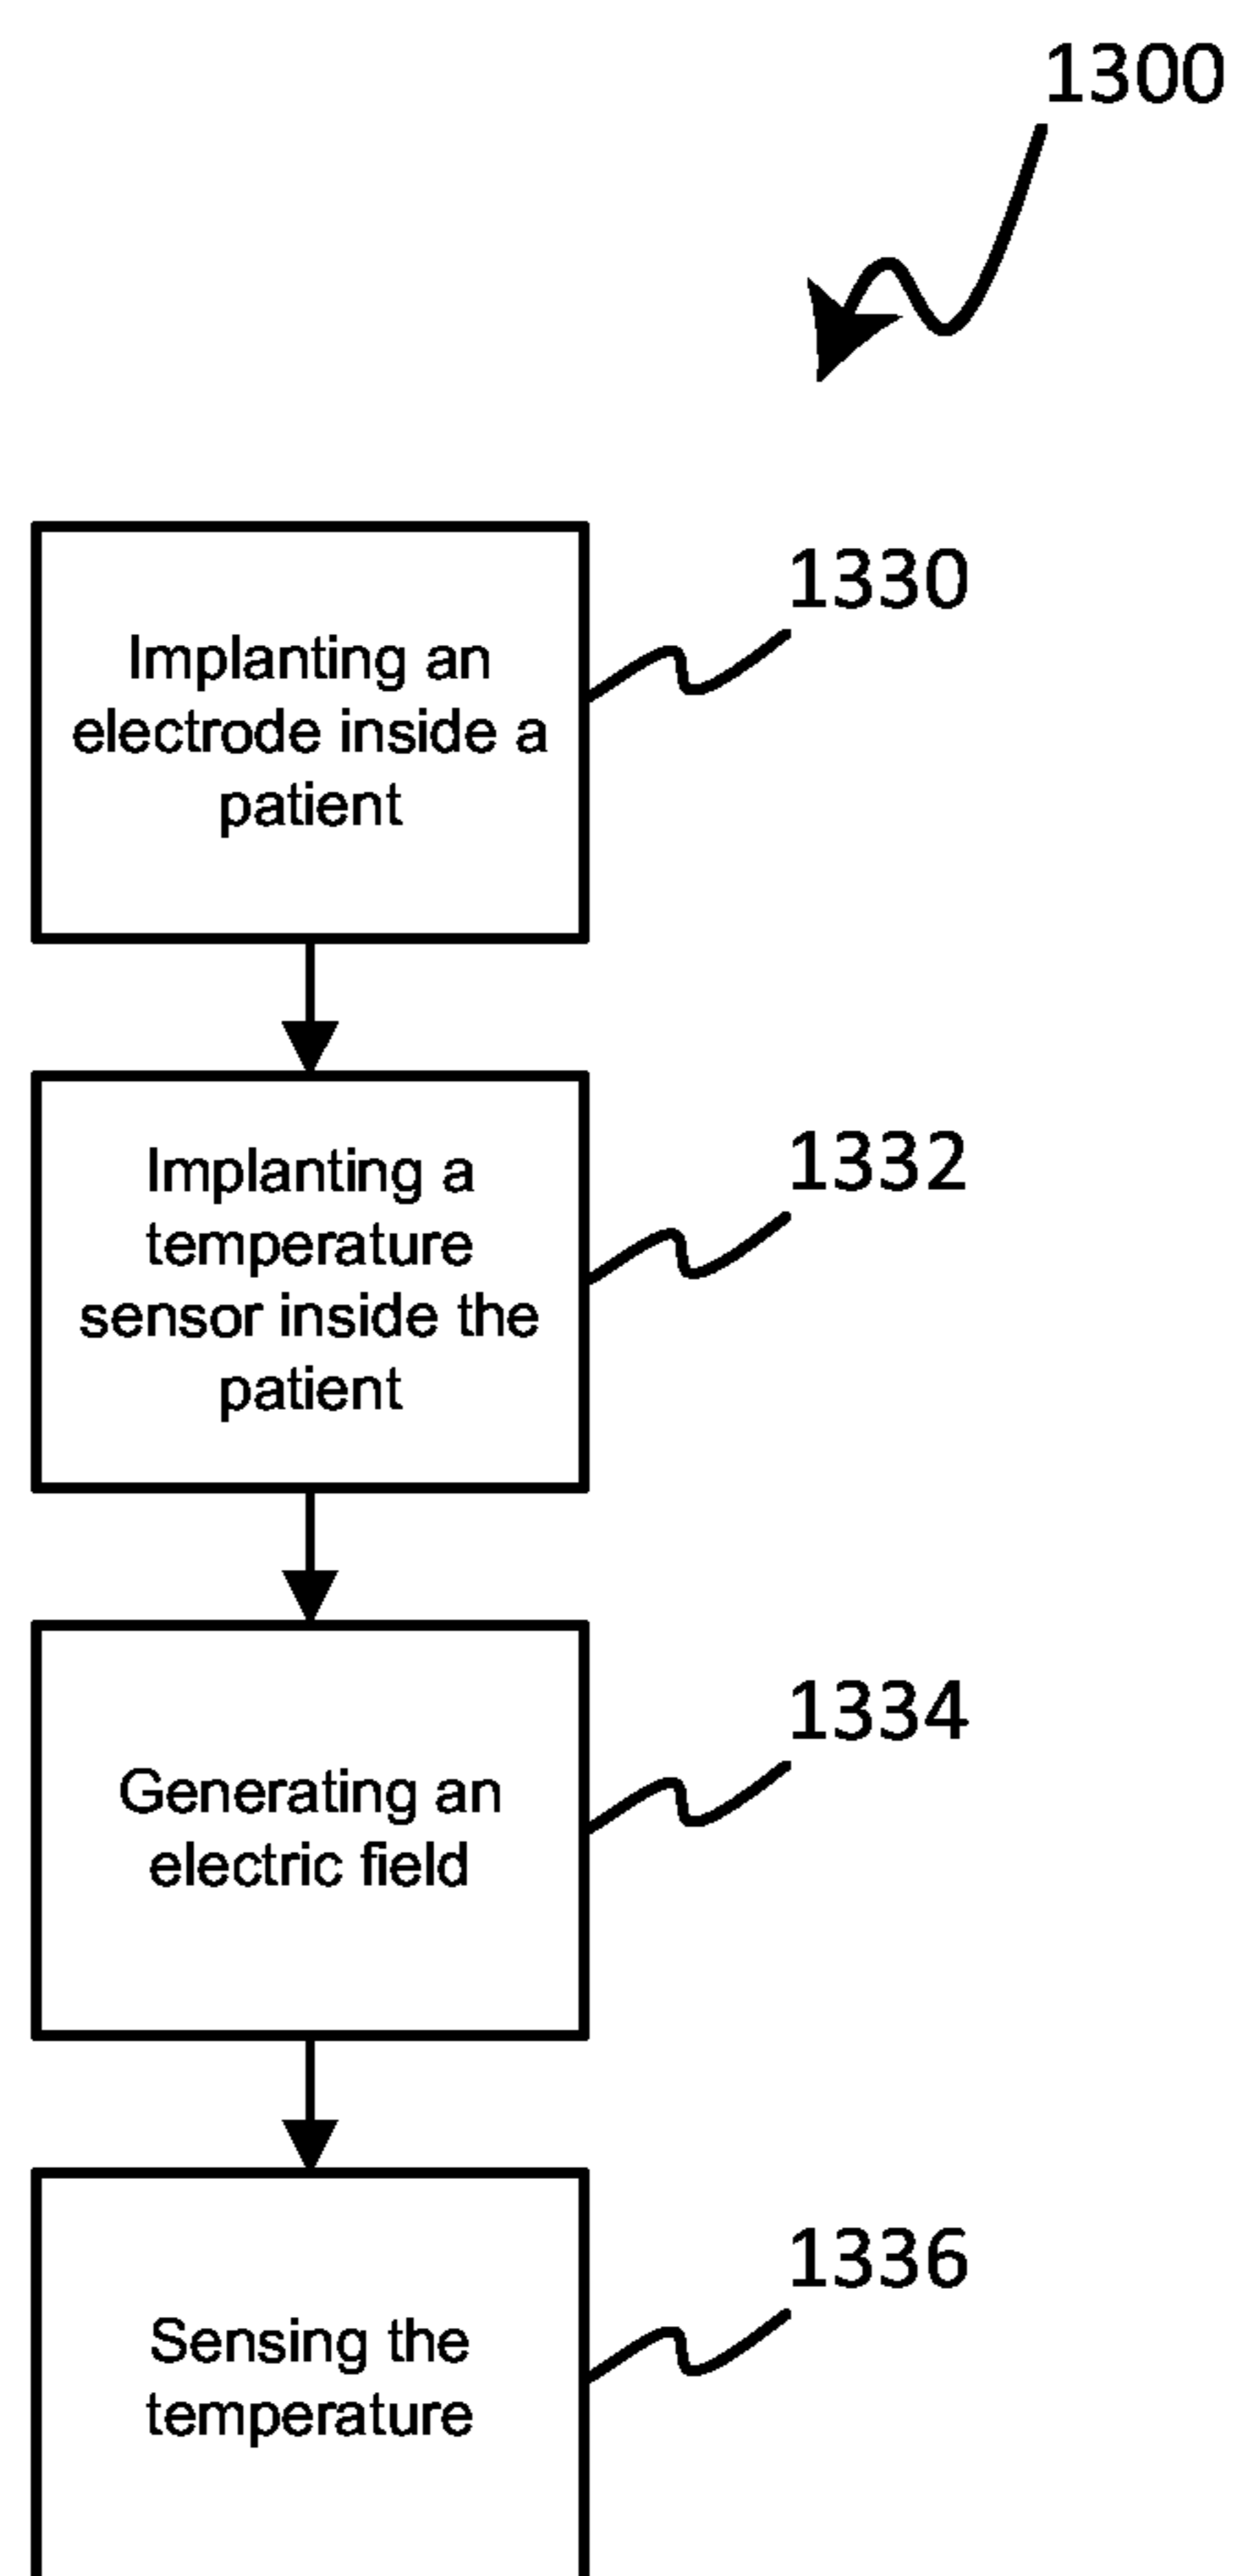 1300
1330
Implanting an
electrode inside a
patient
1332
Implanting a
temperature
sensor inside the
patient
1334
Generating an
electric field
1336
Sensing the
temperature